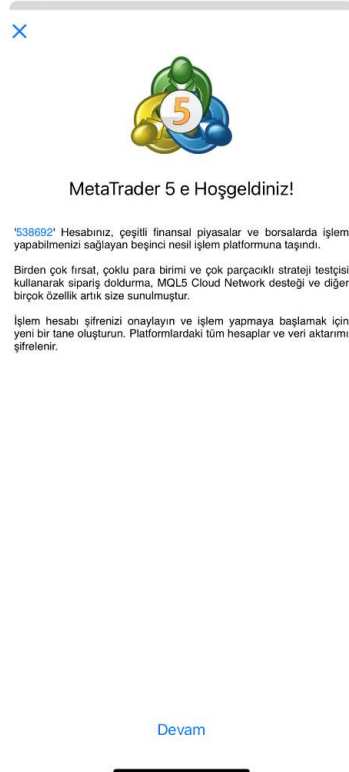 5
MetaTrader 5 e Hoşgeldiniz!
'538692' Hesabınız, çeşitli finansal piyasalar ve borsalarda işlem
yapabilmenizi sağlayan beşinci nesil işlem platformuna taşındı.
Birden çok fırsat, çoklu para birimi ve çok parçacıklı strateji testçisi
kullanarak sipariş doldurma, MQL5 Cloud Network desteği ve diğer
birçok özellik artık size sunulmuştur.
İşlem hesabı şifrenizi onaylayın ve işlem yapmaya başlamak için
yeni bir tane oluşturun. Platformlardaki tüm hesaplar ve veri aktarımı
şifrelenir.
Devam